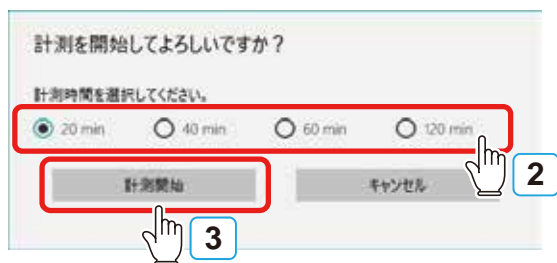 計測を開始してよろしいですか？
計測時間を選択してください。
20 min 40 min 60 min 120 min
2
計測開始 キャンセル
3